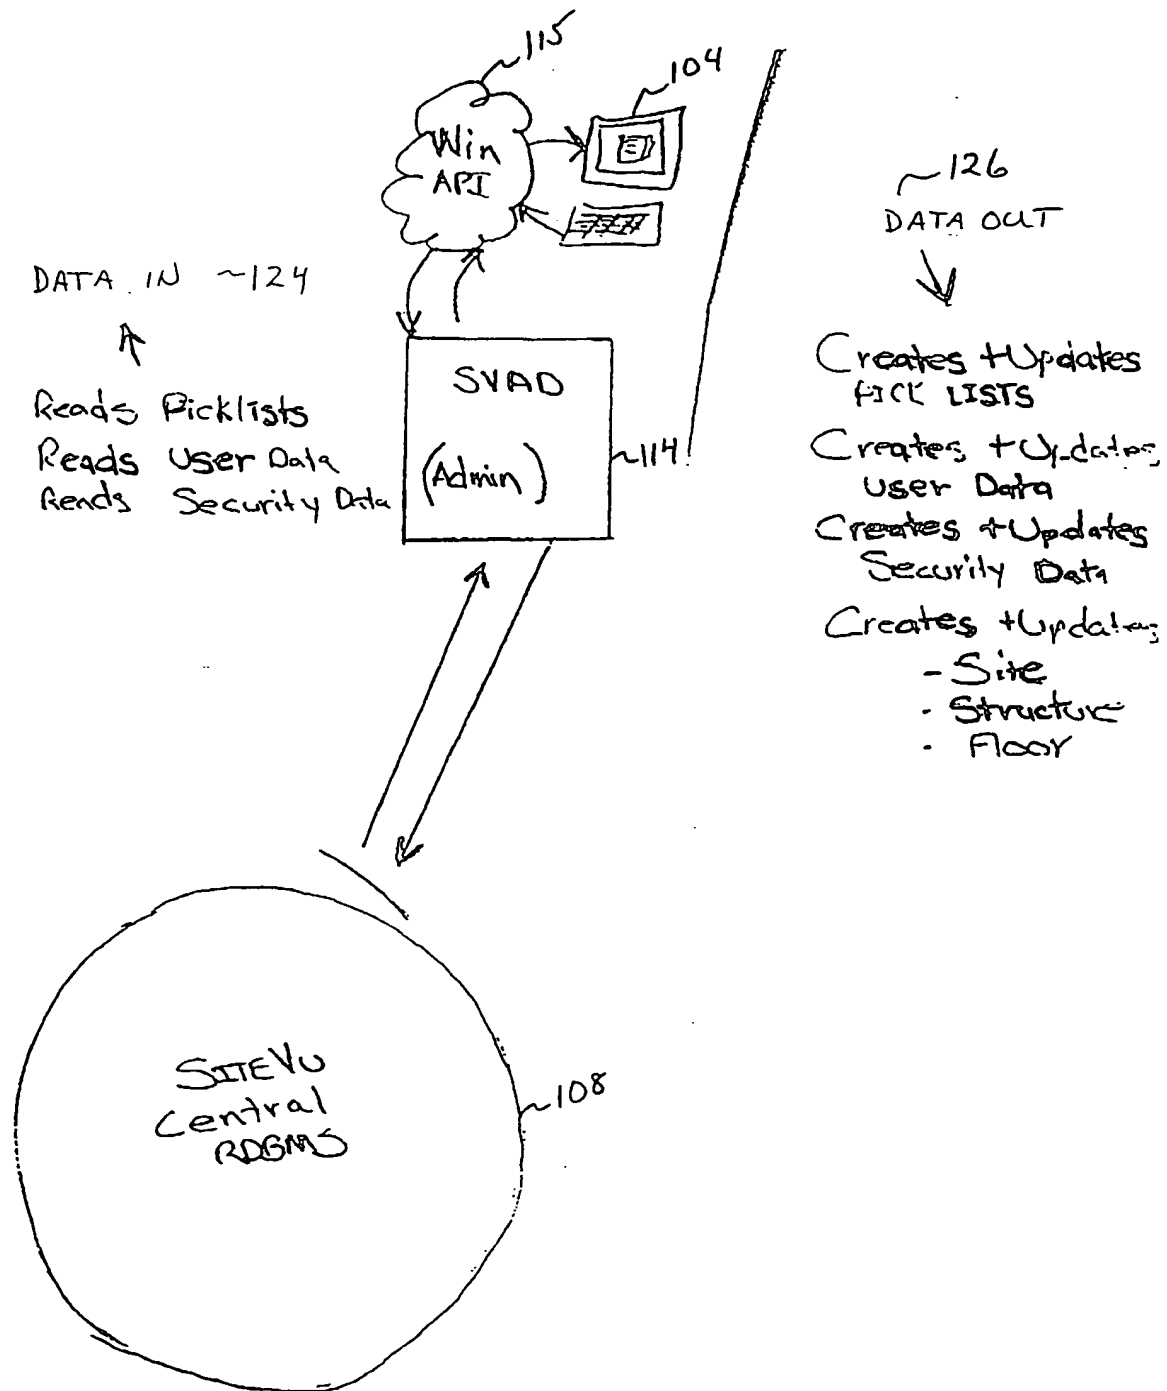 115
104
Win
API
126
DATA OUT
DATA IN 124
Reads Picklists
Reads User Data
Reads Security Data
SVAD
(Admin)
114
Creates + Updates
PICK LISTS
Creates + Updates
User Data
Creates + Updates
Security Data
Creates + Updates
- Site
- Structure
- Floor
SITEVU
Central
RDBMS
108